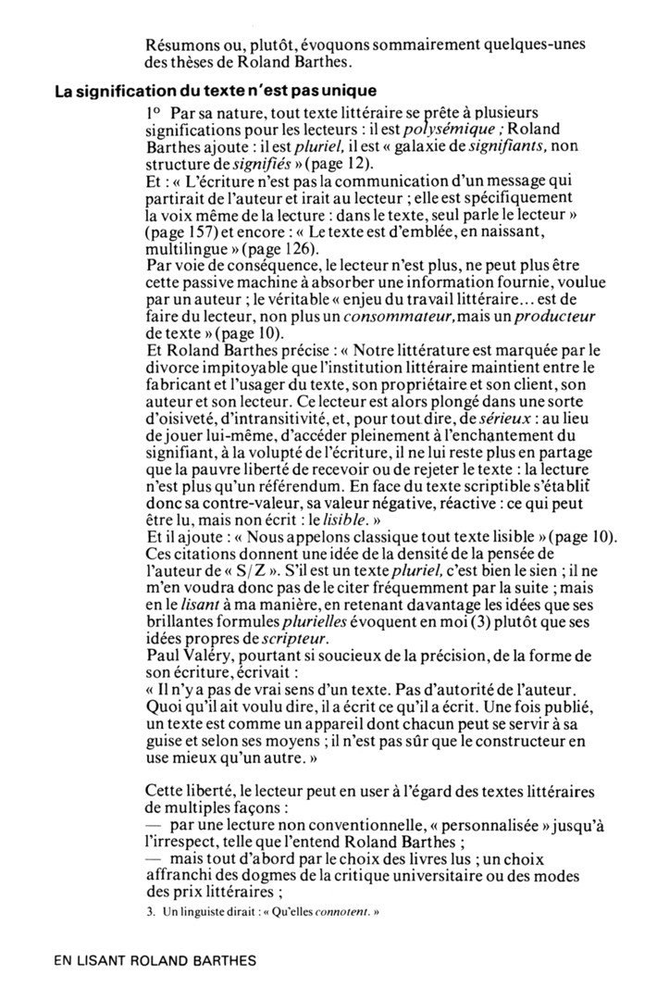 Résumons ou, plutôt, évoquons sommairement quelques-unes
des thèses de Roland Barthes.
La signification du texte n'est pas unique
1º Par sa nature, tout texte littéraire se prête à plusieurs
significations pour les lecteurs : il est polysémique ; Roland
Barthes ajoute : il est pluriel, il est « galaxie de signifiants, non
structure de signifiés » (page 12).
Et : « L'écriture n'est pas la communication d'un message qui
partirait de l'auteur et irait au lecteur ; elle est spécifiquement
la voix même de la lecture : dans le texte, seul parle le lecteur »
(page 157) et encore : « Le texte est d'emblée, en naissant,
multilingue » (page 126).
Par voie de conséquence, le lecteur n'est plus, ne peut plus être
cette passive machine à absorber une information fournie, voulue
par un auteur ; le véritable « enjeu du travail littéraire... est de
faire du lecteur, non plus un consommateur, mais un producteur
de texte » (page 10).
Et Roland Barthes précise : « Notre littérature est marquée par le
divorce impitoyable que l'institution littéraire maintient entre le
fabricant et l'usager du texte, son propriétaire et son client, son
auteur et son lecteur. Ce lecteur est alors plongé dans une sorte
d'oisiveté, d'intransitivité, et, pour tout dire, de sérieux : au lieu
de jouer lui-même, d'accéder pleinement à l'enchantement du
signifiant, à la volupté de l'écriture, il ne lui reste plus en partage
que la pauvre liberté de recevoir ou de rejeter le texte : la lecture
n'est plus qu'un référendum. En face du texte scriptible s'établit
donc sa contre-valeur, sa valeur négative, réactive : ce qui peut
être lu, mais non écrit : le lisible. »
Et il ajoute : « Nous appelons classique tout texte lisible » (page 10).
Ces citations donnent une idée de la densité de la pensée de
l'auteur de « S/Z ». S'il est un texte pluriel, c'est bien le sien ; il ne
m'en voudra donc pas de le citer fréquemment par la suite ; mais
en le lisant à ma manière, en retenant davantage les idées que ses
brillantes formules plurielles évoquent en moi (3) plutôt que ses
idées propres de scripteur.
Paul Valéry, pourtant si soucieux de la précision, de la forme de
son écriture, écrivait :
« Il n'y a pas de vrai sens d'un texte. Pas d'autorité de l'auteur.
Quoi qu'il ait voulu dire, il a écrit ce qu'il a écrit. Une fois publié,
un texte est comme un appareil dont chacun peut se servir à sa
guise et selon ses moyens ; il n'est pas sûr que le constructeur en
use mieux qu'un autre. »
Cette liberté, le lecteur peut en user à l'égard des textes littéraires
de multiples façons :
— par une lecture non conventionnelle, « personnalisée » jusqu'à
l'irrespect, telle que l'entend Roland Barthes ;
— mais tout d'abord par le choix des livres lus ; un choix
affranchi des dogmes de la critique universitaire ou des modes
des prix littéraires ;
3. Un linguiste dirait : « Qu'elles connotent. »
EN LISANT ROLAND BARTHES